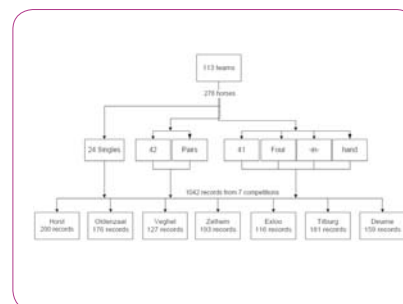 113 teams
278 horses
24 Singles
42
Pairs
41
Four
-in-
hand
1042 records from 7 competitions
Horst
Oldenzaal
Veghel
Zelhem
Exloo
Tilburg
Deurne
200 records
176 records
127 records
193 records
116 records
181 records
159 records